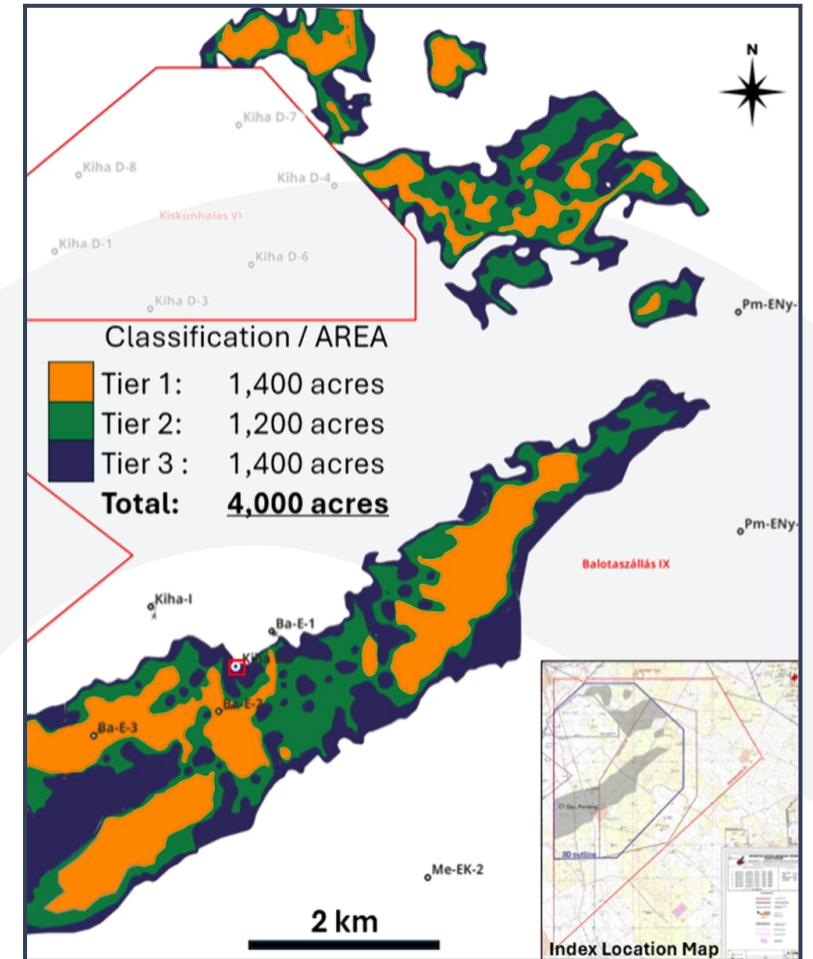 N
Kiha D-7
Kiha D-8
Kiha D-4
Kiskunhalas VI
Kiha D-1
Kiha D-6
Kiha D-3
Pm-ENy-
Classification / AREA
Tier 1: 1,400 acres
Tier 2: 1,200 acres
Tier 3 : 1,400 acres
Total: 4,000 acres
Pm-ENy-
Balotaszállás IX
Kiha-I
Ba-E-1
Ba-E-2
Ba-E-3
Me-EK-2
2 km
3D outline
Index Location Map